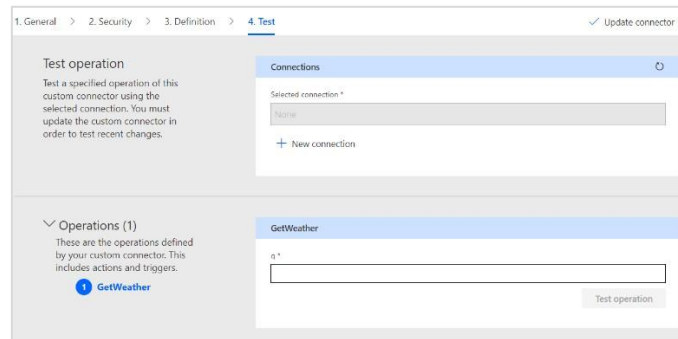 1. General > 2. Security > 3. Definition > 4. Test
Update connector
Test operation
Test a specified operation of this
custom connector using the
selected connection. You must
update the custom connector in
order to test recent changes.
Connections
Selected connection *
None
+ New connection
Operations (1)
These are the operations defined
by your custom connector. This
includes actions and triggers.
1 GetWeather
GetWeather
q *
Test operation